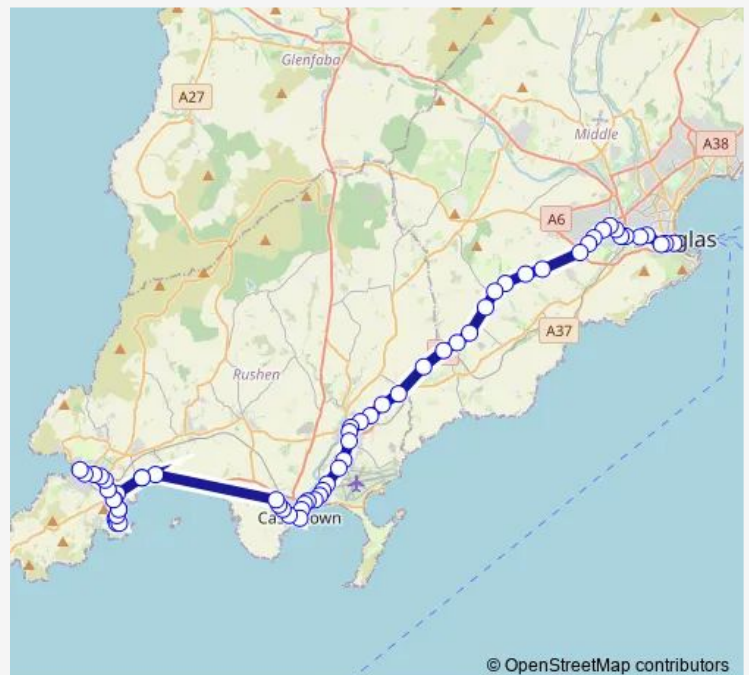 Glenfaba
A27
Middle
A38
A6
glas
A37
Rushen
Cas
own
© OpenStreetMap contributors